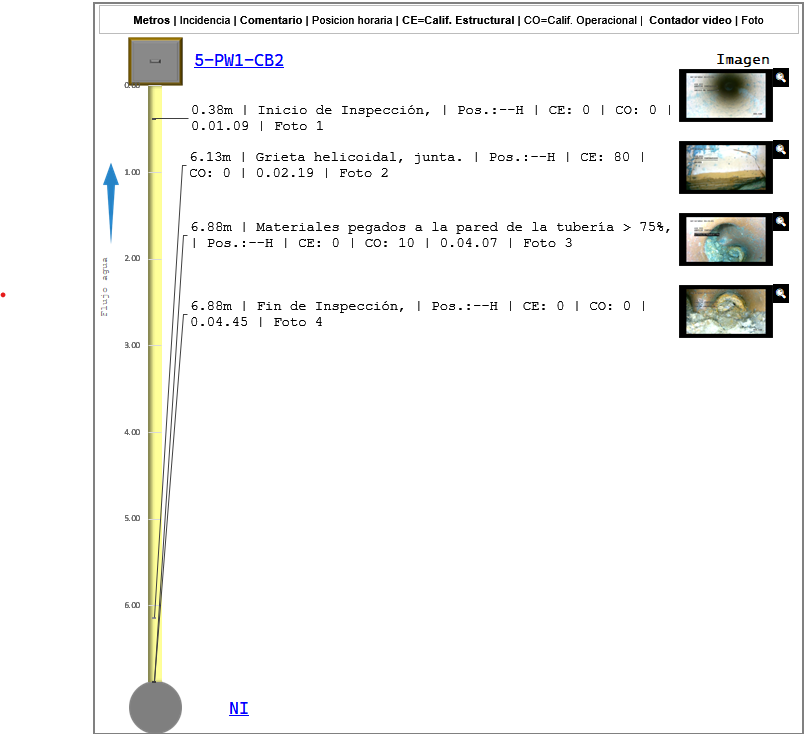 Metros | Incidencia | Comentario | Posicion horaria | CE=Calif. Estructural | CO=Calif. Operacional | Contador video | Foto
5-PW1-CB2
Imagen
0.00
0.38m | Inicio de Inspección, | Pos.:--H | CE: 0 | CO: 0 |
0.01.09 | Foto 1
6.13m | Grieta helicoidal, junta. | Pos.:--H | CE: 80 |
CO: 0 | 0.02.19 | Foto 2
1.00
6.88m | Materiales pegados a la pared de la tubería > 75%,
| Pos.:--H | CE: 0 | CO: 10 | 0.04.07 | Foto 3
2.00
Flujo agua
6.88m | Fin de Inspección, | Pos.:--H | CE: 0 | CO: 0 |
0.04.45 | Foto 4
3.00
4.00
5.00
6.00
NI